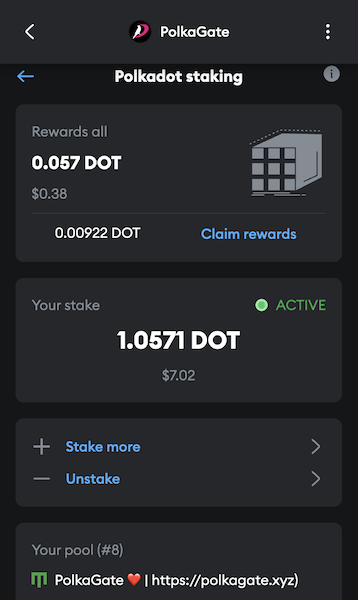 PolkaGate
Polkadot staking
Rewards all
0.057 DOT
$0.38
0.00922 DOT Claim rewards
Your stake ACTIVE
1.0571 DOT
$7.02
Stake more
Unstake
Your pool (#8)
PolkaGate ❤️ | https://polkagate.xyz)